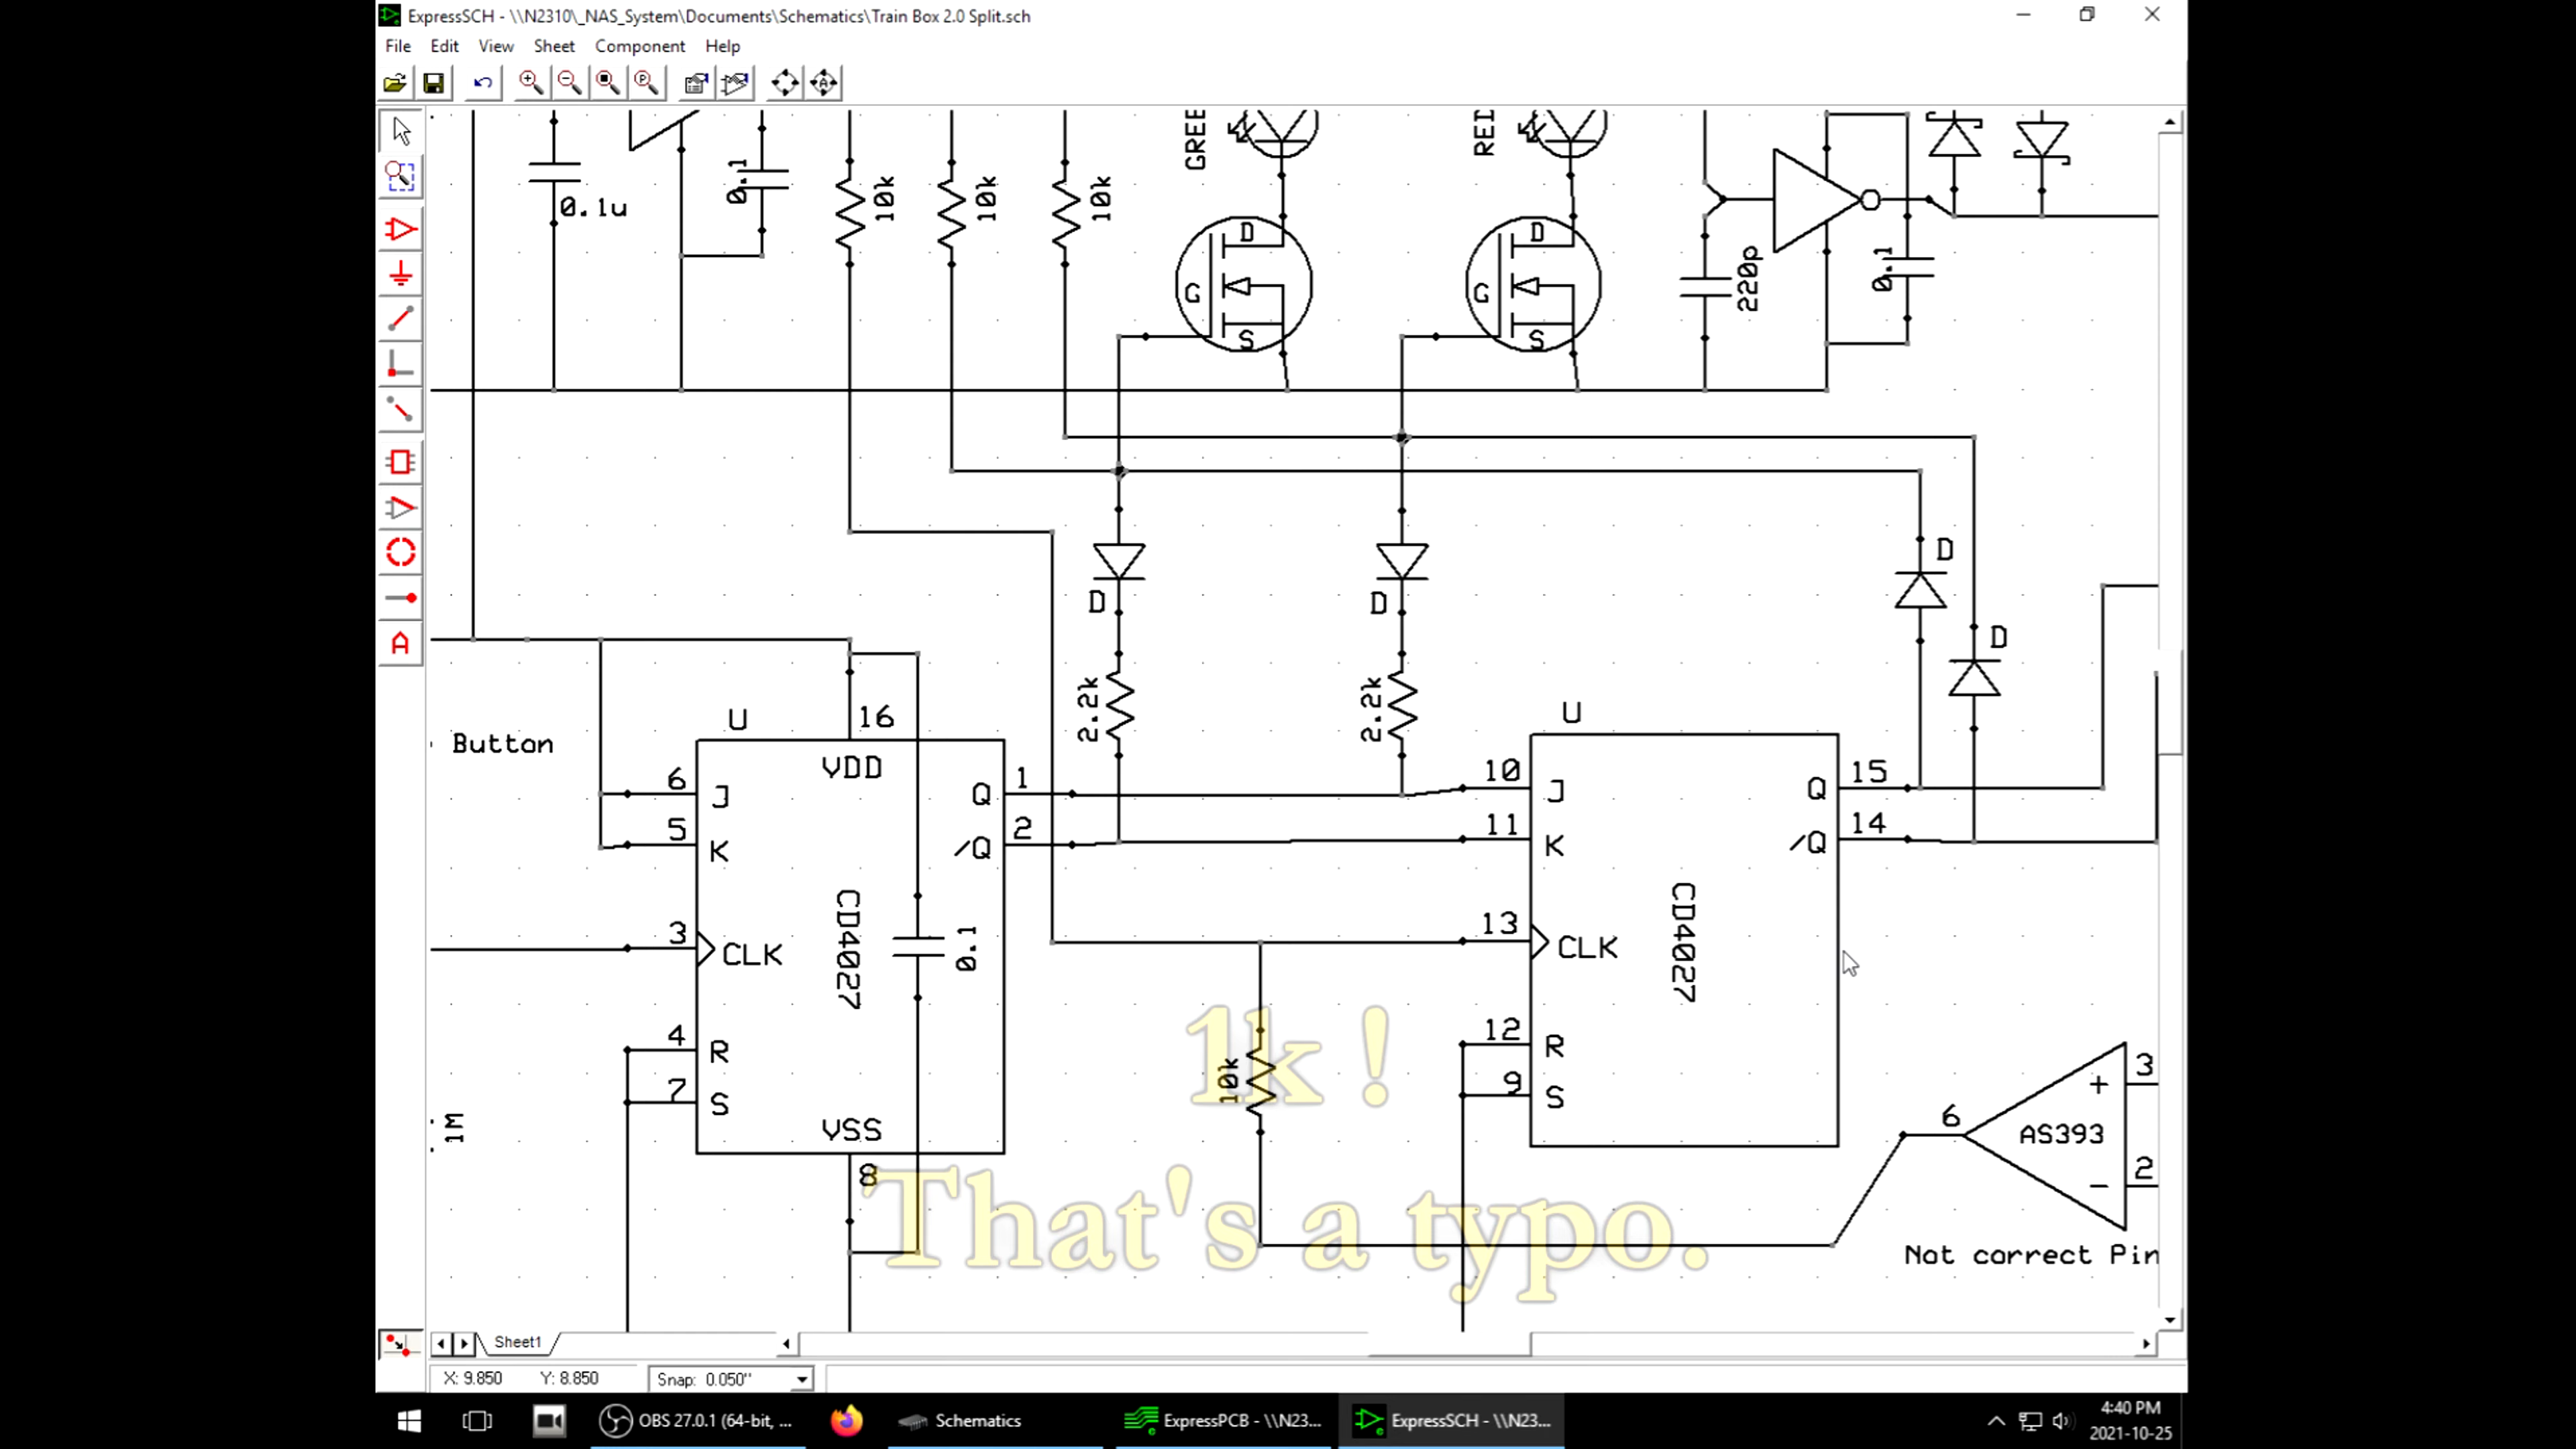 ExpressSCH - \\N2310\_NAS_System\Documents\Schematics\Train Box 2.0 Split.sch
File Edit View Sheet Component Help
0.1u
0.1
10k
10k
10k
GREE
D
G
S
RED
D
G
S
220p
0.1
D
D
D
D
2.2k
2.2k
Button
U
16
VDD
6
J
5
K
3
CLK
4
R
7
S
VSS
8
CD4027
0.1
Q
1
/Q
2
U
10
J
11
K
13
CLK
12
R
9
S
CD4027
Q
15
/Q
14
1M
10k
1k!
That's a typo.
6
AS393
+
3
-
2
Not correct Pin
Sheet1
X: 9.850 Y: 8.850 Snap: 0.050"
OBS 27.0.1 (64-bit, ...
Schematics
ExpressPCB - \\N23...
ExpressSCH - \\N23...
4:40 PM
2021-10-25